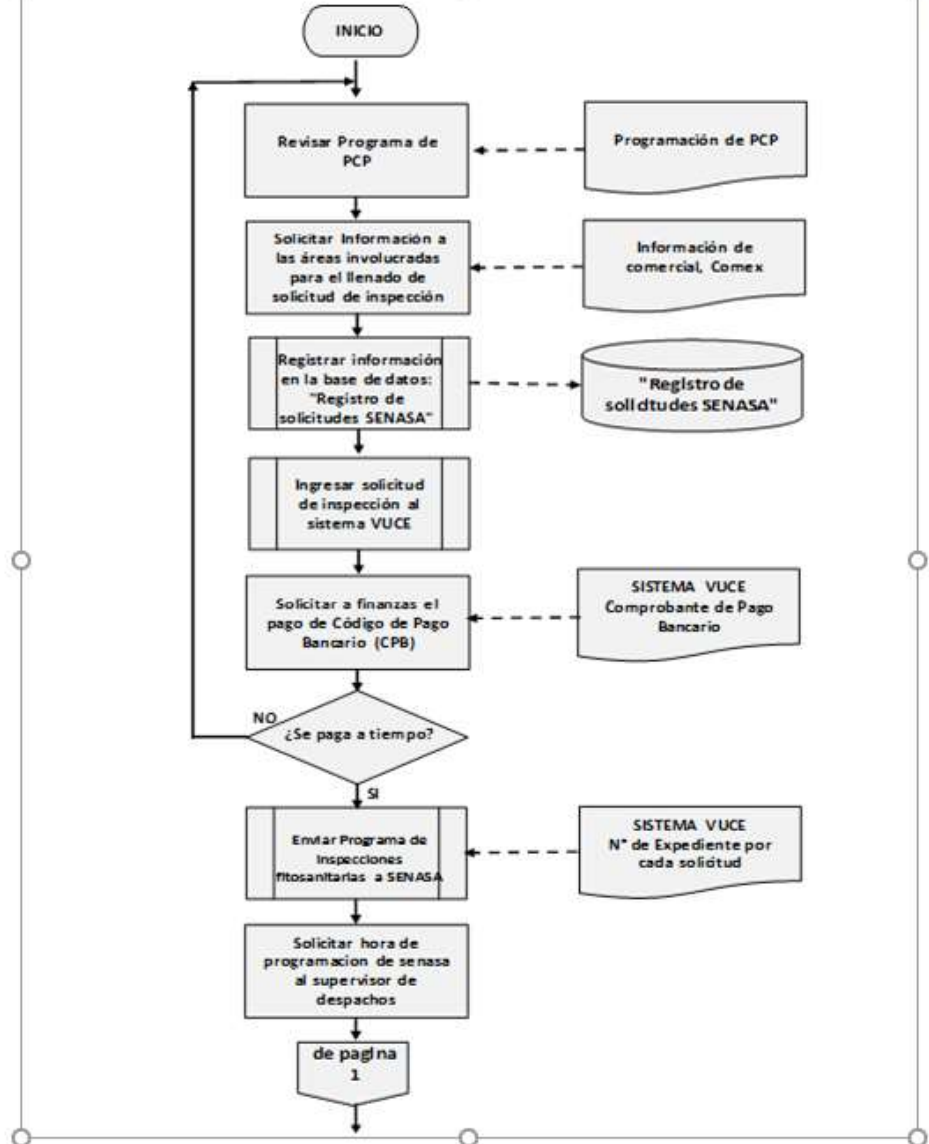 INICIO
Revisar Programa de
PCP
Programación de PCP
Solicitar Información a
las áreas involucradas
para el llenado de
solicitud de inspección
Información de
comercial, Comex
Registrar información
en la base de datos:
"Registro de
solicitudes SENASA"
"Registro de
solicitudes SENASA"
Ingresar solicitud
de inspección al
sistema VUCE
Solicitar a finanzas el
pago de Código de Pago
Bancario (CPB)
SISTEMA VUCE
Comprobante de Pago
Bancario
NO
¿Se paga a tiempo?
SI
Enviar Programa de
Inspecciones
fitosanitarias a SENASA
SISTEMA VUCE
N° de Expediente por
cada solicitud
Solicitar hora de
programacion de senasa
al supervisor de
despachos
de pagina
1